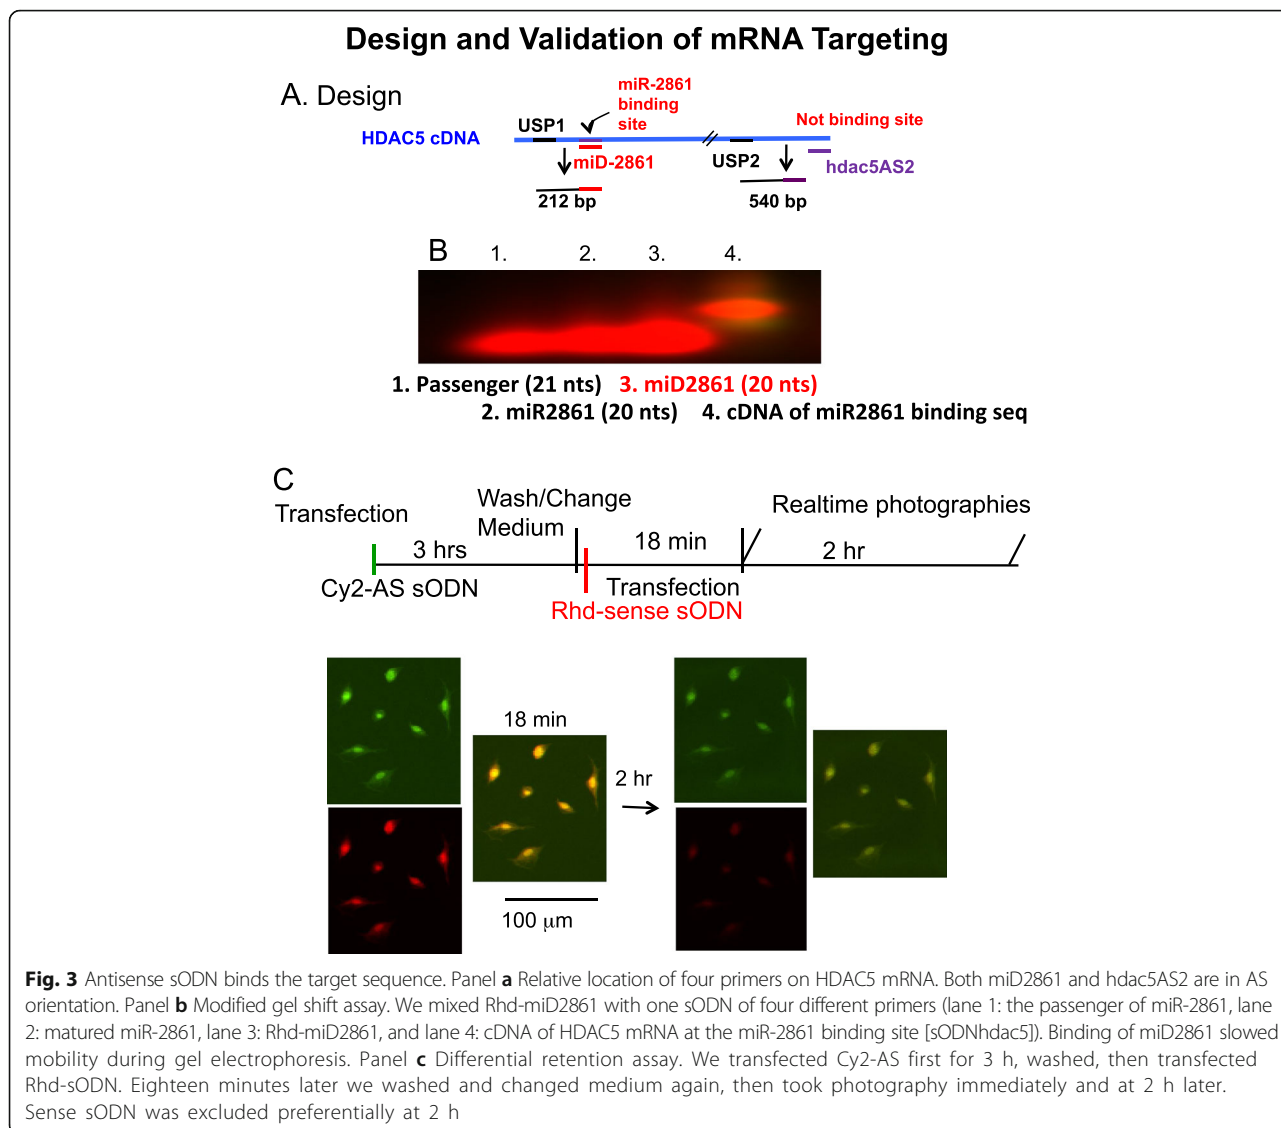 Design and Validation of mRNA Targeting
A. Design
miR-2861
binding
site
USP1
Not binding site
HDAC5 cDNA
miD-2861
USP2
hdac5AS2
212 bp
540 bp
B
1. 2. 3. 4.
1. Passenger (21 nts) 3. miD2861 (20 nts)
2. miR2861 (20 nts) 4. cDNA of miR2861 binding seq
C
Transfection
Wash/Change
Medium
Realtime photographies
3 hrs
18 min
2 hr
Cy2-AS sODN
Transfection
Rhd-sense sODN
18 min
2 hr
100 μm
Fig. 3 Antisense sODN binds the target sequence. Panel a Relative location of four primers on HDAC5 mRNA. Both miD2861 and hdac5AS2 are in AS
orientation. Panel b Modified gel shift assay. We mixed Rhd-miD2861 with one sODN of four different primers (lane 1: the passenger of miR-2861, lane
2: matured miR-2861, lane 3: Rhd-miD2861, and lane 4: cDNA of HDAC5 mRNA at the miR-2861 binding site [sODNhdac5]). Binding of miD2861 slowed
mobility during gel electrophoresis. Panel c Differential retention assay. We transfected Cy2-AS first for 3 h, washed, then transfected
Rhd-sODN. Eighteen minutes later we washed and changed medium again, then took photography immediately and at 2 h later.
Sense sODN was excluded preferentially at 2 h